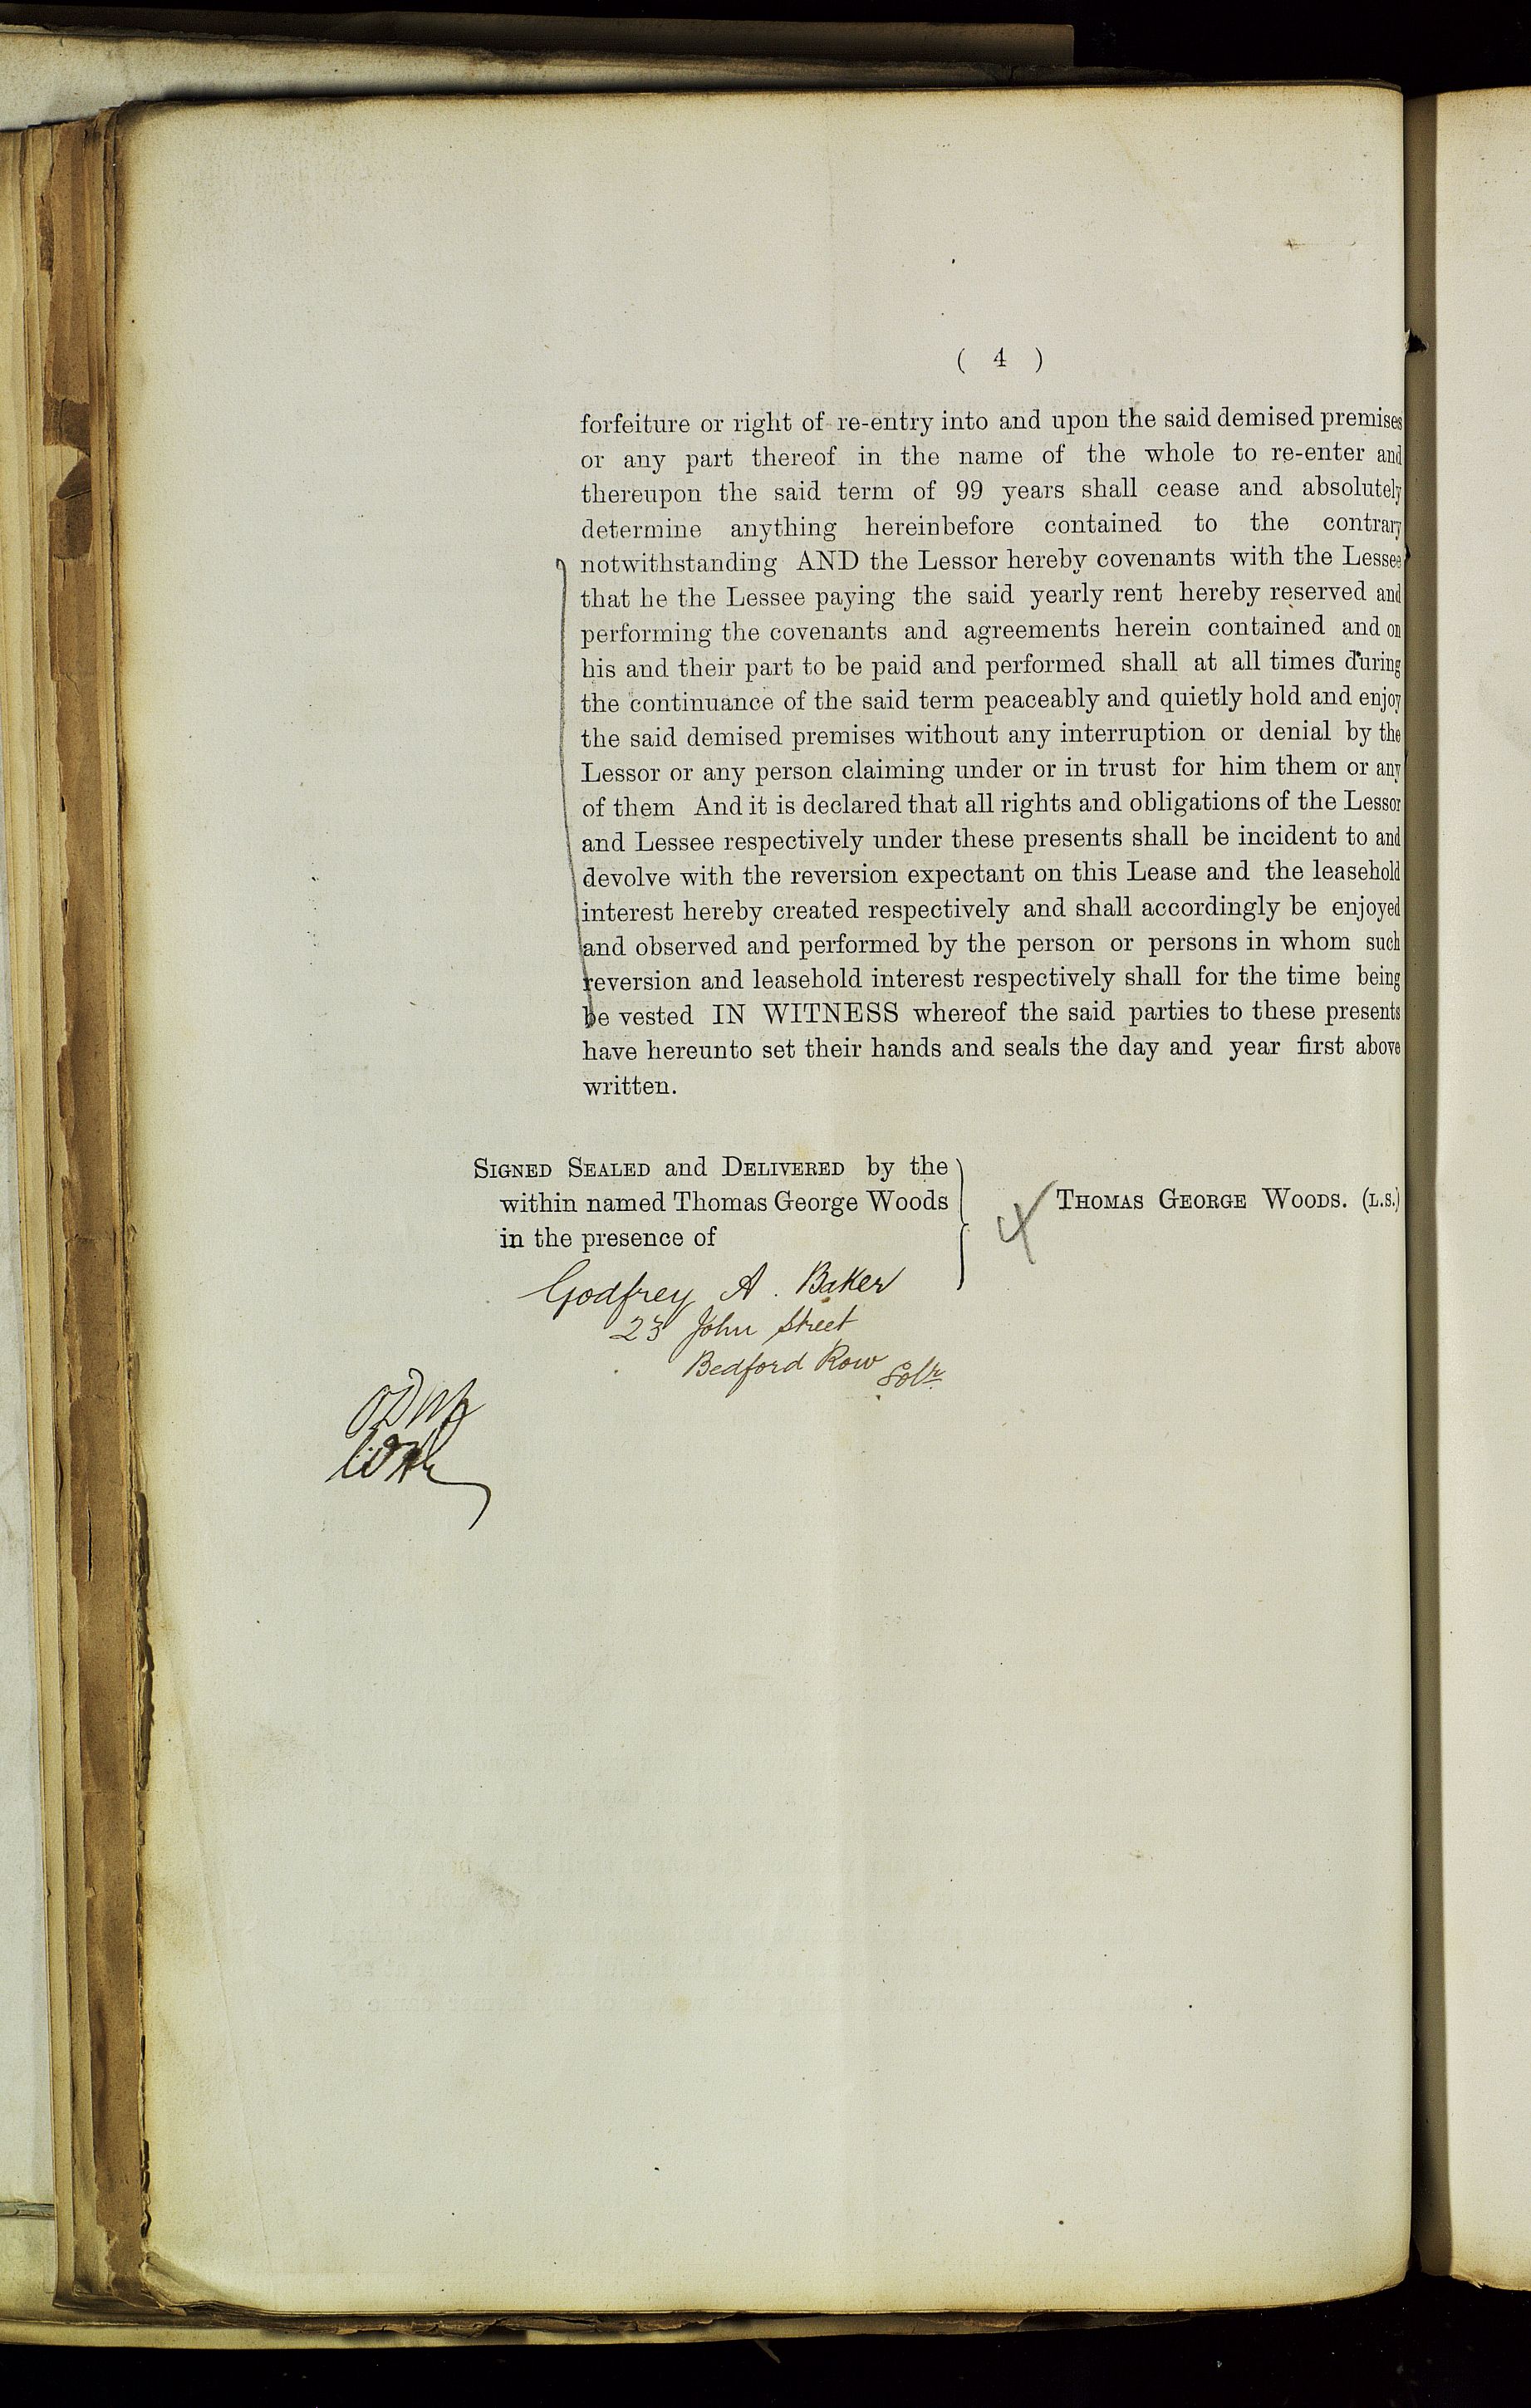 ( 4 )
forfeiture or right of re-entry into and upon the said demised premises
or any part thereof in the name of the whole to re-enter and
thereupon the said term of 99 years shall cease and absolutely
determine anything hereinbefore contained to the contrary
notwithstanding AND the Lessor hereby covenants with the Lessee
that he the Lessee paying the said yearly rent hereby reserved and
performing the covenants and agreements herein contained and on
his and their part to be paid and performed shall at all times during
the continuance of the said term peaceably and quietly hold and enjoy
the said demised premises without any interruption or denial by the
Lessor or any person claiming under or in trust for him them or any
of them And it is declared that all rights and obligations of the Lessor
and Lessee respectively under these presents shall be incident to and
devolve with the reversion expectant on this Lease and the leasehold
interest hereby created respectively and shall accordingly be enjoyed
and observed and performed by the person or persons in whom such
reversion and leasehold interest respectively shall for the time being
be vested IN WITNESS whereof the said parties to these presents
have hereunto set their hands and seals the day and year first above
written.
SIGNED SEALED and DELIVERED by the
within named Thomas George Woods
in the presence of
THOMAS GEORGE WOODS. (L.S.)
Godfrey A. Baker
23 John Street
Bedford Row
Solr.